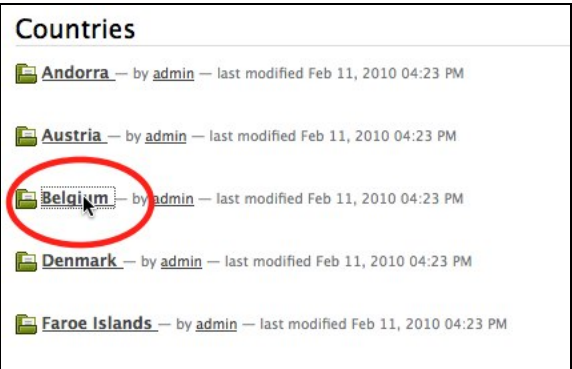 Countries
Andorra — by admin — last modified Feb 11, 2010 04:23 PM
Austria — by admin — last modified Feb 11, 2010 04:23 PM
Belgium — by admin — last modified Feb 11, 2010 04:23 PM
Denmark — by admin — last modified Feb 11, 2010 04:23 PM
Faroe Islands — by admin — last modified Feb 11, 2010 04:23 PM